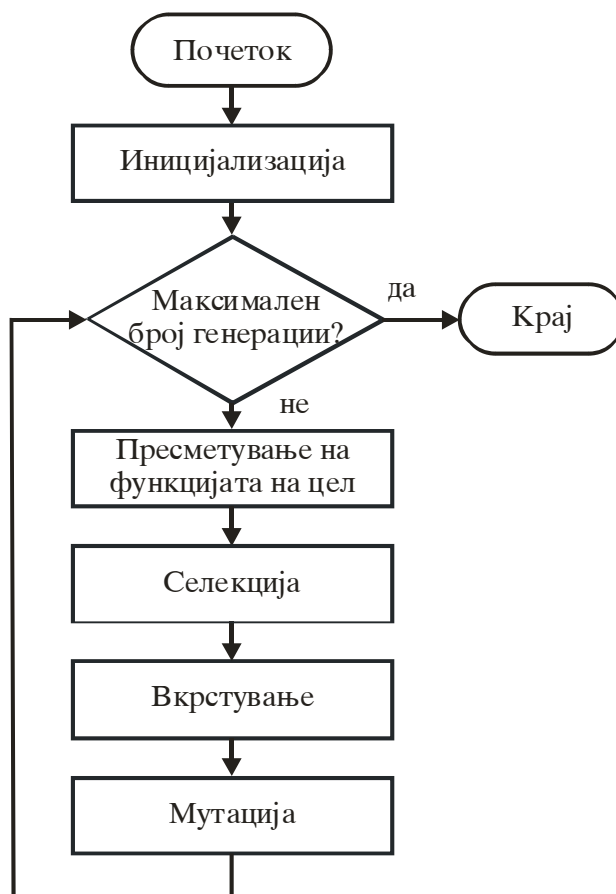 Почеток
Иницијализација
Максимален
број генерации?
да
Крај
не
Пресметување на
функцијата на цел
Селекција
Вкрстување
Мутација